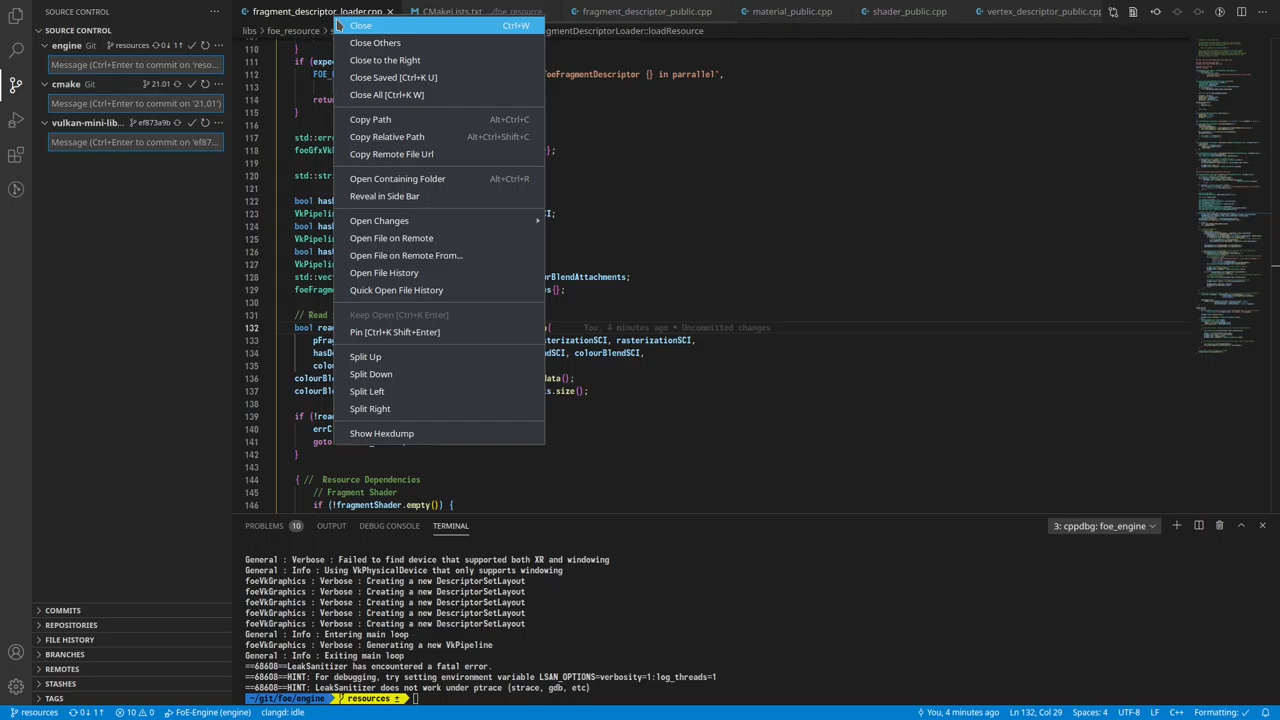 SOURCE CONTROL
fragment_descriptor_loader.cpp
CMakeLists.txt .../foe_resource
fragment_descriptor_public.cpp
material_public.cpp
shader_public.cpp
vertex_descriptor_public.cpp
SOURCE CONTROL
engine Git resources 0↓ 1↑
Message (Ctrl+Enter to commit on 'reso...
cmake Git 21.01
Message (Ctrl+Enter to commit on '21.01')
vulkan-mini-lib... ef873a9b
Message (Ctrl+Enter to commit on 'ef87...
COMMITS
REPOSITORIES
FILE HISTORY
BRANCHES
REMOTES
STASHES
TAGS
libs > foe_resource
agmentDescriptorLoader::loadResource
110 }
111 if (expe
112 FOE_ oeFragmentDescriptor {} in parrallel",
113
114 retu
115 }
116
117 std::err
118 foeGfxVk s{};
119
120 std::str
121
122 bool has
123 VkPipeli I;
124 bool has
125 VkPipeli
126 bool has
127 VkPipeli
128 std::vec rBlendAttachments;
129 foeFragm es{};
130
131 // Read
132 bool rea ( You, 4 minutes ago • Uncommitted changes
133 pFrag terizationSCI, rasterizationSCI,
134 hasDe ndSCI, colourBlendSCI,
135 colou
136 colourBl data();
137 colourBl s.size();
138
139 if (!rea
140 errC
141 goto
142 }
143
144 { // Resource Dependencies
145 // Fragment Shader
146 if (!fragmentShader.empty()) {
Close Ctrl+W
Close Others
Close to the Right
Close Saved [Ctrl+K U]
Close All [Ctrl+K W]
Copy Path Alt+Ctrl+C
Copy Relative Path Alt+Ctrl+Shift+C
Copy Remote File Url
Open Containing Folder Alt+Ctrl+R
Reveal in Side Bar
Open Changes
Open File on Remote
Open File on Remote From...
Open File History
Quick Open File History
Keep Open [Ctrl+K Enter]
Pin [Ctrl+K Shift+Enter]
Split Up
Split Down
Split Left
Split Right
Show Hexdump
PROBLEMS 10 OUTPUT DEBUG CONSOLE TERMINAL
3: cppdbg: foe_engine
General : Verbose : Failed to find device that supported both XR and windowing
General : Info : Using VkPhysicalDevice that only supports windowing
foeVkGraphics : Verbose : Creating a new DescriptorSetLayout
foeVkGraphics : Verbose : Creating a new DescriptorSetLayout
foeVkGraphics : Verbose : Creating a new DescriptorSetLayout
foeVkGraphics : Verbose : Creating a new DescriptorSetLayout
foeVkGraphics : Verbose : Creating a new DescriptorSetLayout
General : Info : Entering main loop
foeVkGraphics : Verbose : Generating a new VkPipeline
General : Info : Exiting main loop
==68608==LeakSanitizer has encountered a fatal error.
==68608==HINT: For debugging, try setting environment variable LSAN_OPTIONS=verbosity=1:log_threads=1
==68608==HINT: LeakSanitizer does not work under ptrace (strace, gdb, etc)
~/git/foe/engine resources ±
resources 0↓ 1↑ 10 0 FoE-Engine (engine) clangd: idle
You, 4 minutes ago Ln 132, Col 29 Spaces: 4 UTF-8 LF C++ Formatting: ✓